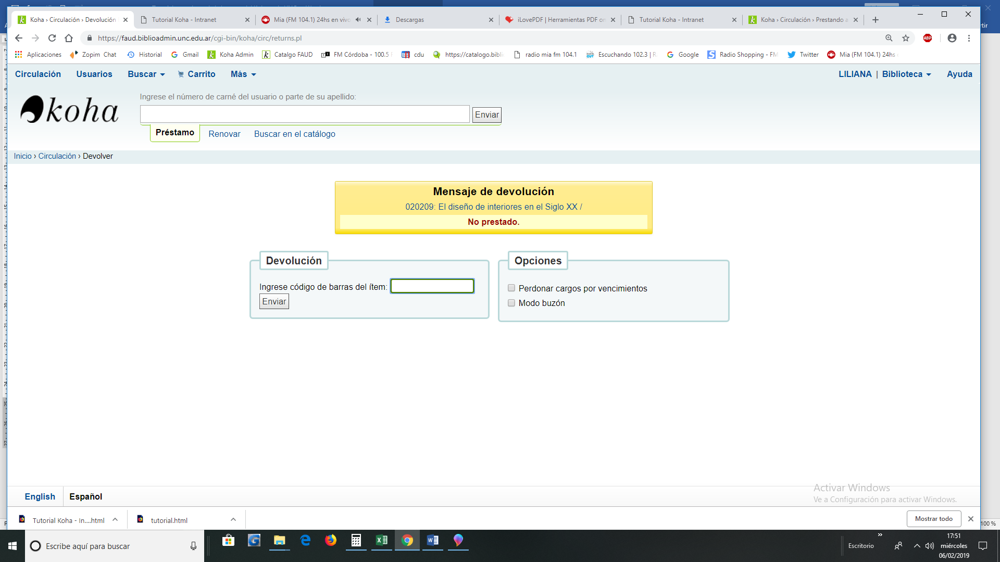 Koha › Circulación › Devolución
Tutorial Koha - Intranet
Mia (FM 104.1) 24hs en vivo
Descargas
iLovePDF | Herramientas PDF on
Tutorial Koha - Intranet
Koha › Circulación › Prestando a
https://faud.biblioadmin.unc.edu.ar/cgi-bin/koha/circ/returns.pl
ABP
Aplicaciones
Zopim Chat
Historial
Gmail
Koha Admin
Catalgo FAUD
FM Córdoba - 100.5
cdu
https://catalogo.bibli
radio mia fm 104.1
Escuchando 102.3 | R
Google
Radio Shopping - FM
Twitter
Mia (FM 104.1) 24hs
Circulación
Usuarios
Buscar
Carrito
Más
LILIANA | Biblioteca
Ayuda
koha
Ingrese el número de carné del usuario o parte de su apellido:
Enviar
Préstamo
Renovar
Buscar en el catálogo
Inicio › Circulación › Devolver
Mensaje de devolución
020209: El diseño de interiores en el Siglo XX /
No prestado.
Devolución
Ingrese código de barras del ítem:
Enviar
Opciones
Perdonar cargos por vencimientos
Modo buzón
Activar Windows
Ve a Configuración para activar Windows.
English
Español
Tutorial Koha - In....html
tutorial.html
Mostrar todo
100 %
Escribe aquí para buscar
Escritorio
17:51
miércoles
06/02/2019